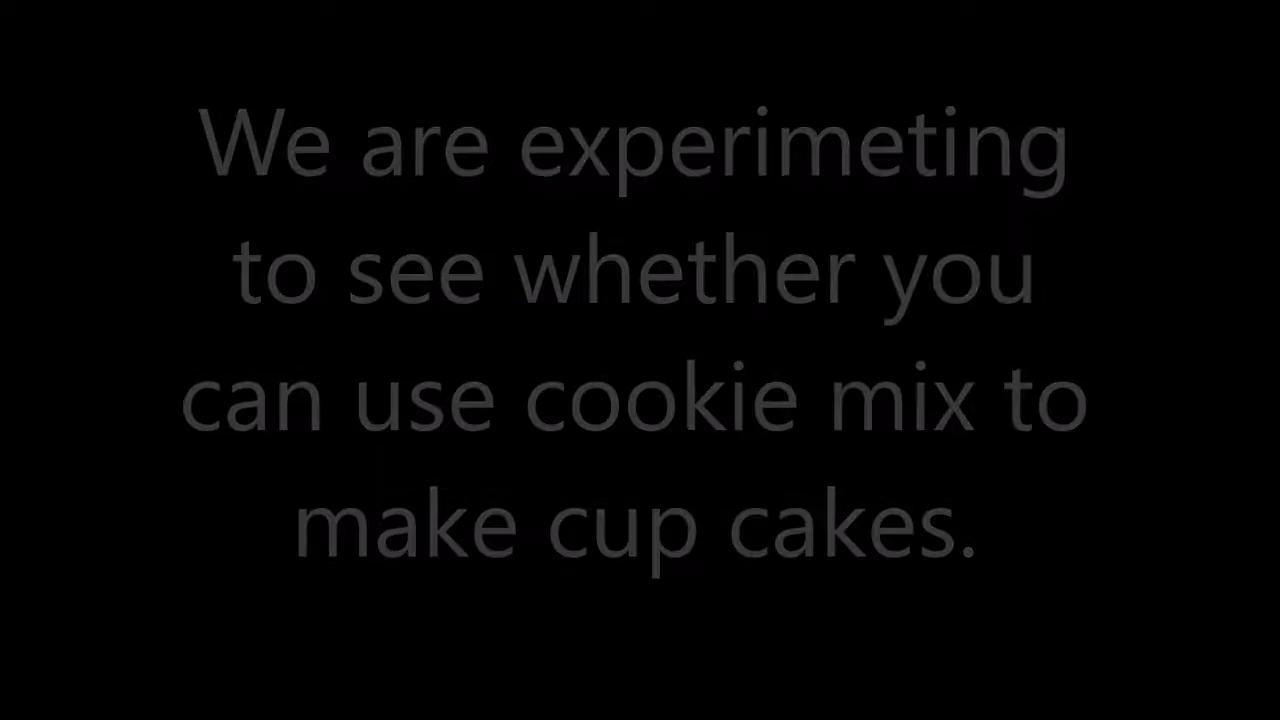 We are experimeting
to see whether you
can use cookie mix to
make cup cakes.